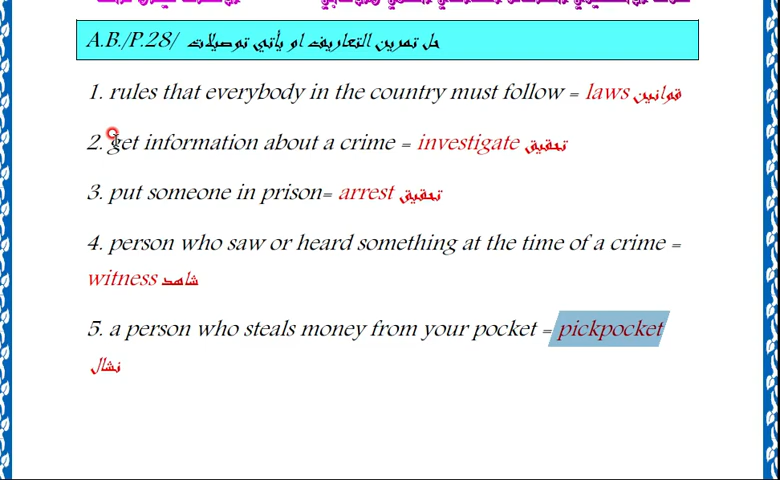 A.B./P.28/ حل تمرين التعاريف او يأتي توصيلات
1. rules that everybody in the country must follow = laws قوانين
2. get information about a crime = investigate تحقيق
3. put someone in prison= arrest تحقيق
4. person who saw or heard something at the time of a crime =
witness شاهد
5. a person who steals money from your pocket = pickpocket
نشال